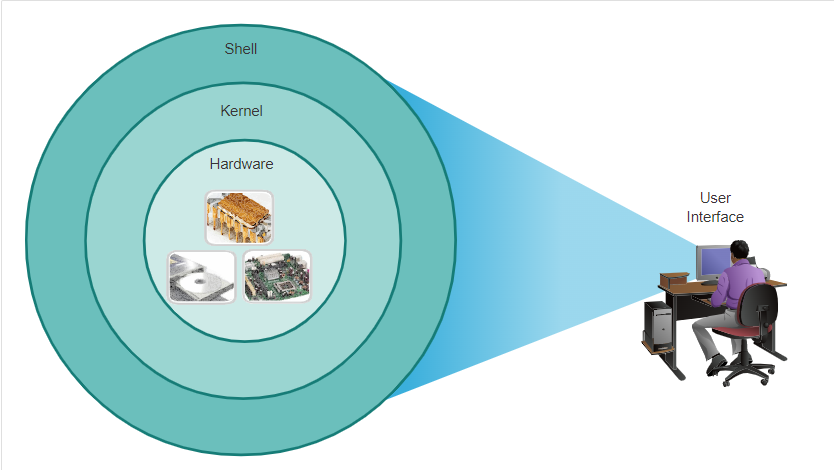 Shell
Kernel
Hardware
User
Interface